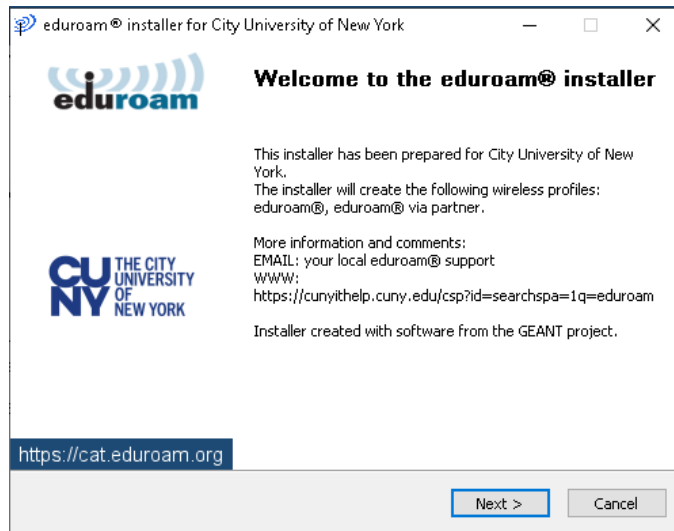 eduroam® installer for City University of New York
eduroam
Welcome to the eduroam® installer
This installer has been prepared for City University of New
York.
The installer will create the following wireless profiles:
eduroam®, eduroam® via partner.
More information and comments:
EMAIL: your local eduroam® support
WWW:
https://cunyithelp.cuny.edu/csp?id=searchspa=1q=eduroam
Installer created with software from the GEANT project.
CU
NY
THE CITY
UNIVERSITY
OF
NEW YORK
https://cat.eduroam.org
Next >
Cancel